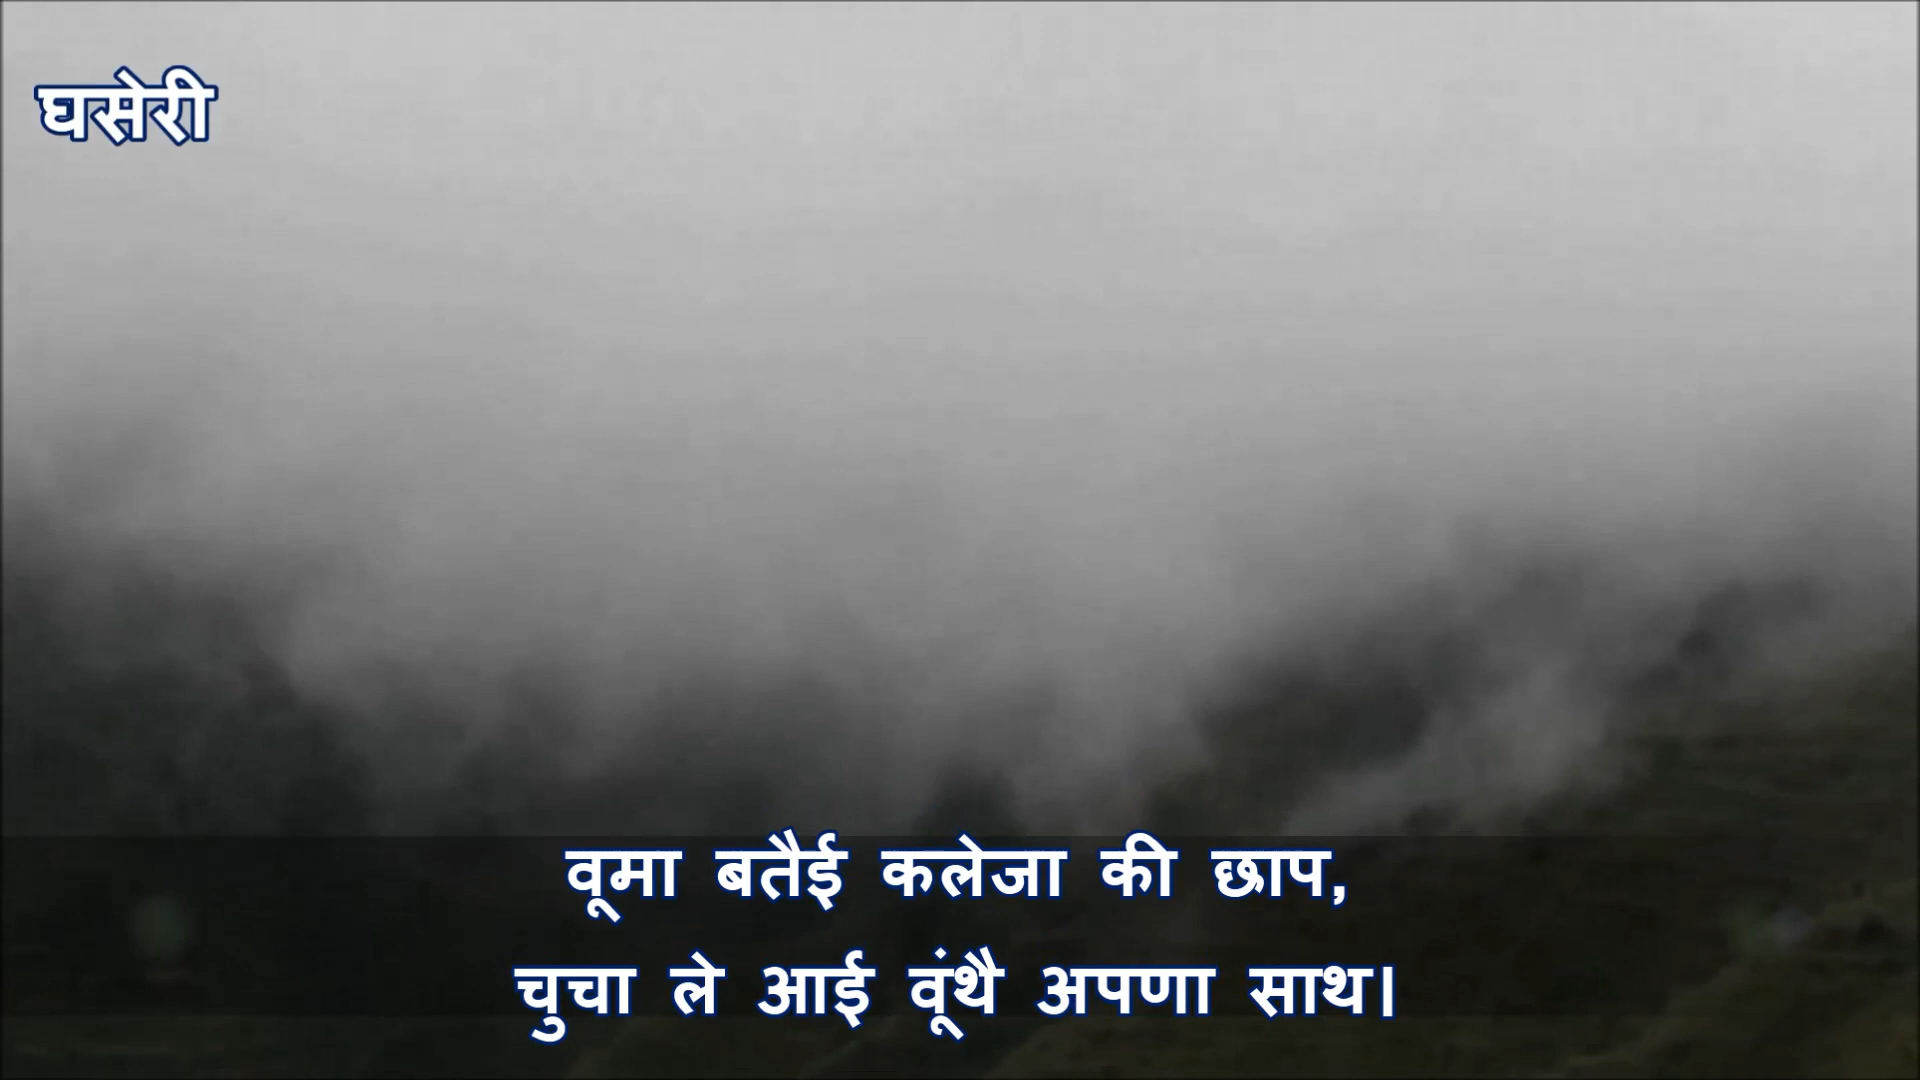 घसेरी
वूमा बतैई कलेजा की छाप,
चुचा ले आई वूंथै अपणा साथ।